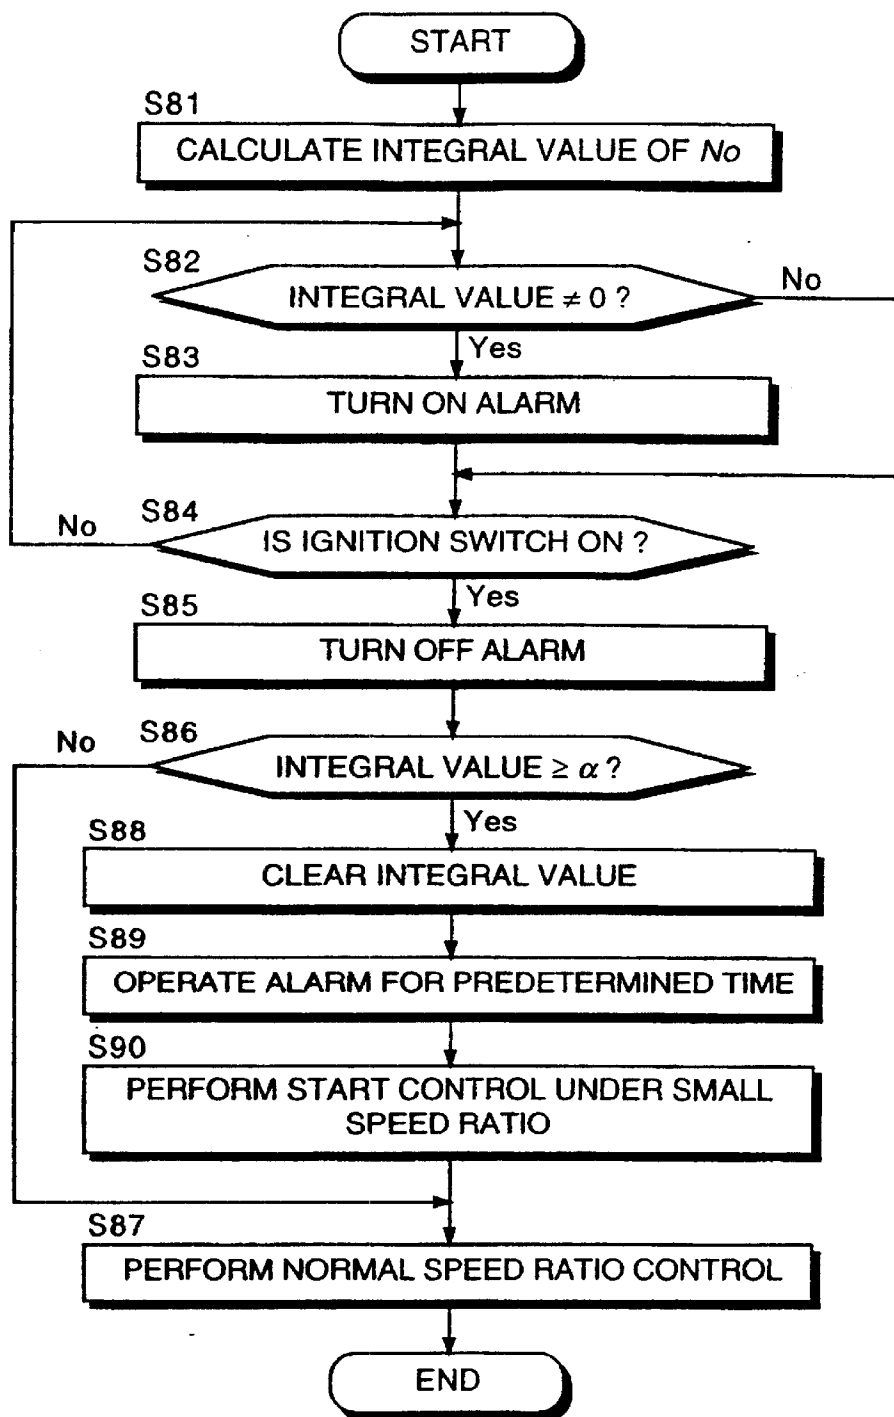 START
S81
CALCULATE INTEGRAL VALUE OF No
S82
INTEGRAL VALUE ≠ 0 ?
No
Yes
S83
TURN ON ALARM
No
S84
IS IGNITION SWITCH ON ?
Yes
S85
TURN OFF ALARM
No
S86
INTEGRAL VALUE ≥ α ?
Yes
S88
CLEAR INTEGRAL VALUE
S89
OPERATE ALARM FOR PREDETERMINED TIME
S90
PERFORM START CONTROL UNDER SMALL
SPEED RATIO
S87
PERFORM NORMAL SPEED RATIO CONTROL
END